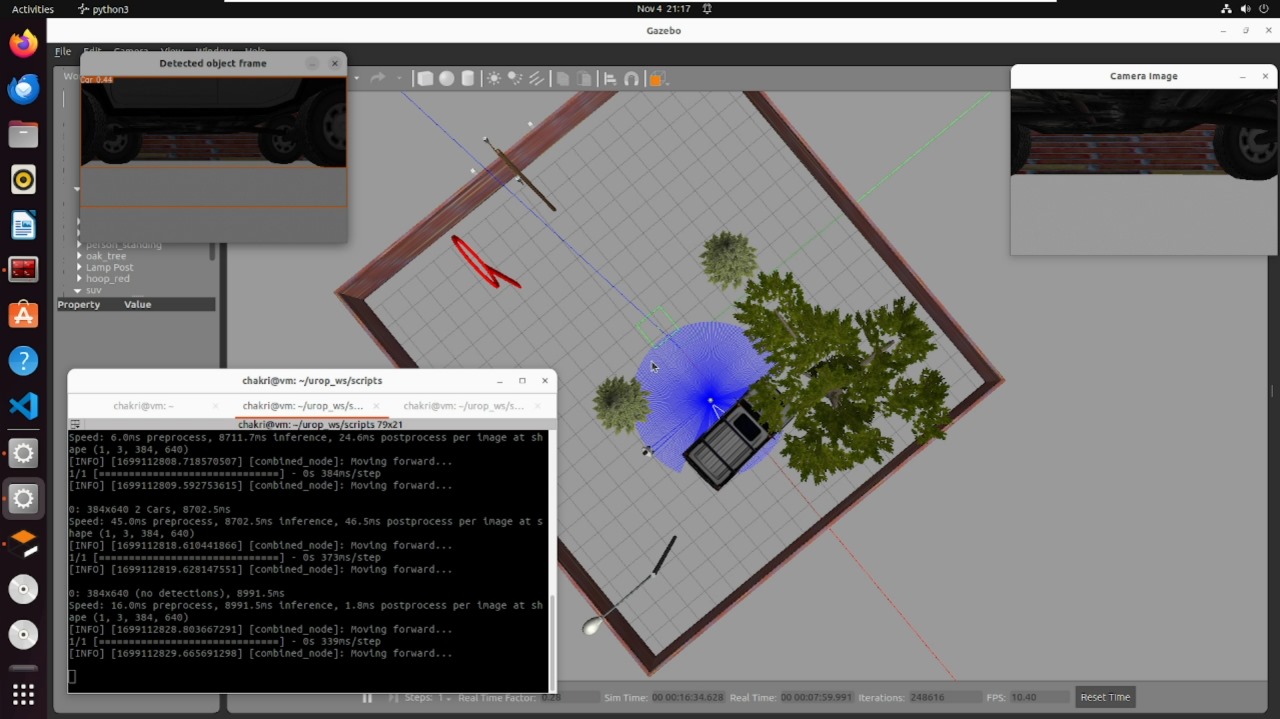 Activities
python3
Nov 4 21:17
Gazebo
File Edit Camera View Window Help
Detected object frame
Car 0.44
Camera Image
person_standing
oak_tree
Lamp Post
hoop_red
suv
Property Value
chakri@vm: ~/urop_ws/scripts
chakri@vm: ~
chakri@vm: ~/urop_ws/s...
chakri@vm: ~/urop_ws/s...
chakri@vm: ~/urop_ws/scripts 79x21
Speed: 6.0ms preprocess, 8711.7ms inference, 24.6ms postprocess per image at sh
ape (1, 3, 384, 640)
[INFO] [1699112808.718570507] [combined_node]: Moving forward...
1/1 [==============================] - 0s 384ms/step
[INFO] [1699112809.592753615] [combined_node]: Moving forward...
0: 384x640 2 Cars, 8702.5ms
Speed: 45.0ms preprocess, 8702.5ms inference, 46.5ms postprocess per image at s
hape (1, 3, 384, 640)
[INFO] [1699112818.610441866] [combined_node]: Moving forward...
1/1 [==============================] - 0s 373ms/step
[INFO] [1699112819.628147551] [combined_node]: Moving forward...
0: 384x640 (no detections), 8991.5ms
Speed: 16.0ms preprocess, 8991.5ms inference, 1.8ms postprocess per image at sh
ape (1, 3, 384, 640)
[INFO] [1699112828.803667291] [combined_node]: Moving forward...
1/1 [==============================] - 0s 339ms/step
[INFO] [1699112829.665691298] [combined_node]: Moving forward...
Steps: 1 Real Time Factor: 0.28 Sim Time: 00 00:16:34.628 Real Time: 00 00:07:59.991 Iterations: 248616 FPS: 10.40 Reset Time